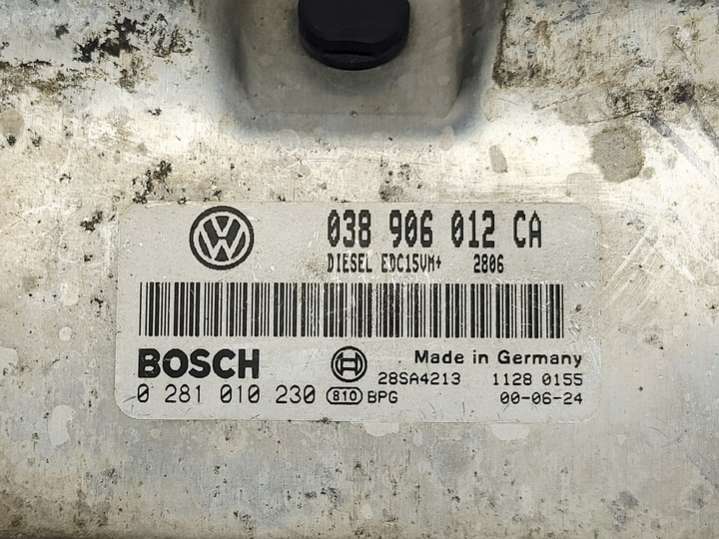 038 906 012 CA
DIESEL EDC15VM+ 2806
BOSCH Made in Germany
28SA4213 1128 0155
0 281 010 230 810 BPG 00-06-24